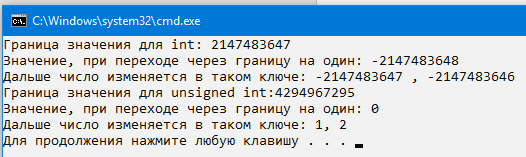 C:\Windows\system32\cmd.exe
Граница значения для int: 2147483647
Значение, при переходе через границу на один: -2147483648
Дальше число изменяется в таком ключе: -2147483647 , -2147483646
Граница значения для unsigned int:4294967295
Значение, при переходе через границу на один: 0
Дальше число изменяется в таком ключе: 1, 2
Для продолжения нажмите любую клавишу . . .